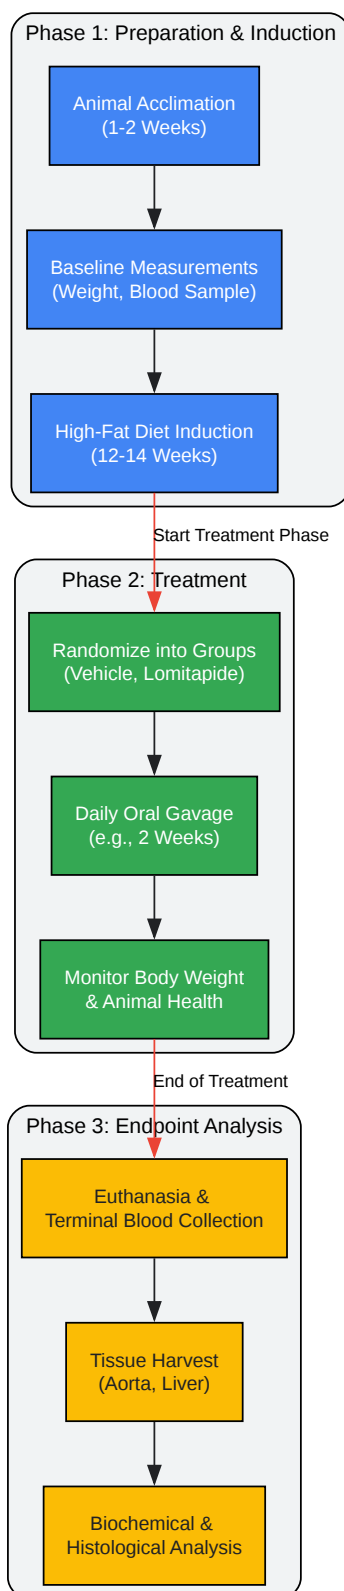 Phase 1: Preparation & Induction
Animal Acclimation
(1-2 Weeks)
Baseline Measurements
(Weight, Blood Sample)
High-Fat Diet Induction
(12-14 Weeks)
Start Treatment Phase
Phase 2: Treatment
Randomize into Groups
(Vehicle, Lomitapide)
Daily Oral Gavage
(e.g., 2 Weeks)
Monitor Body Weight
& Animal Health
End of Treatment
Phase 3: Endpoint Analysis
Euthanasia &
Terminal Blood Collection
Tissue Harvest
(Aorta, Liver)
Biochemical &
Histological Analysis